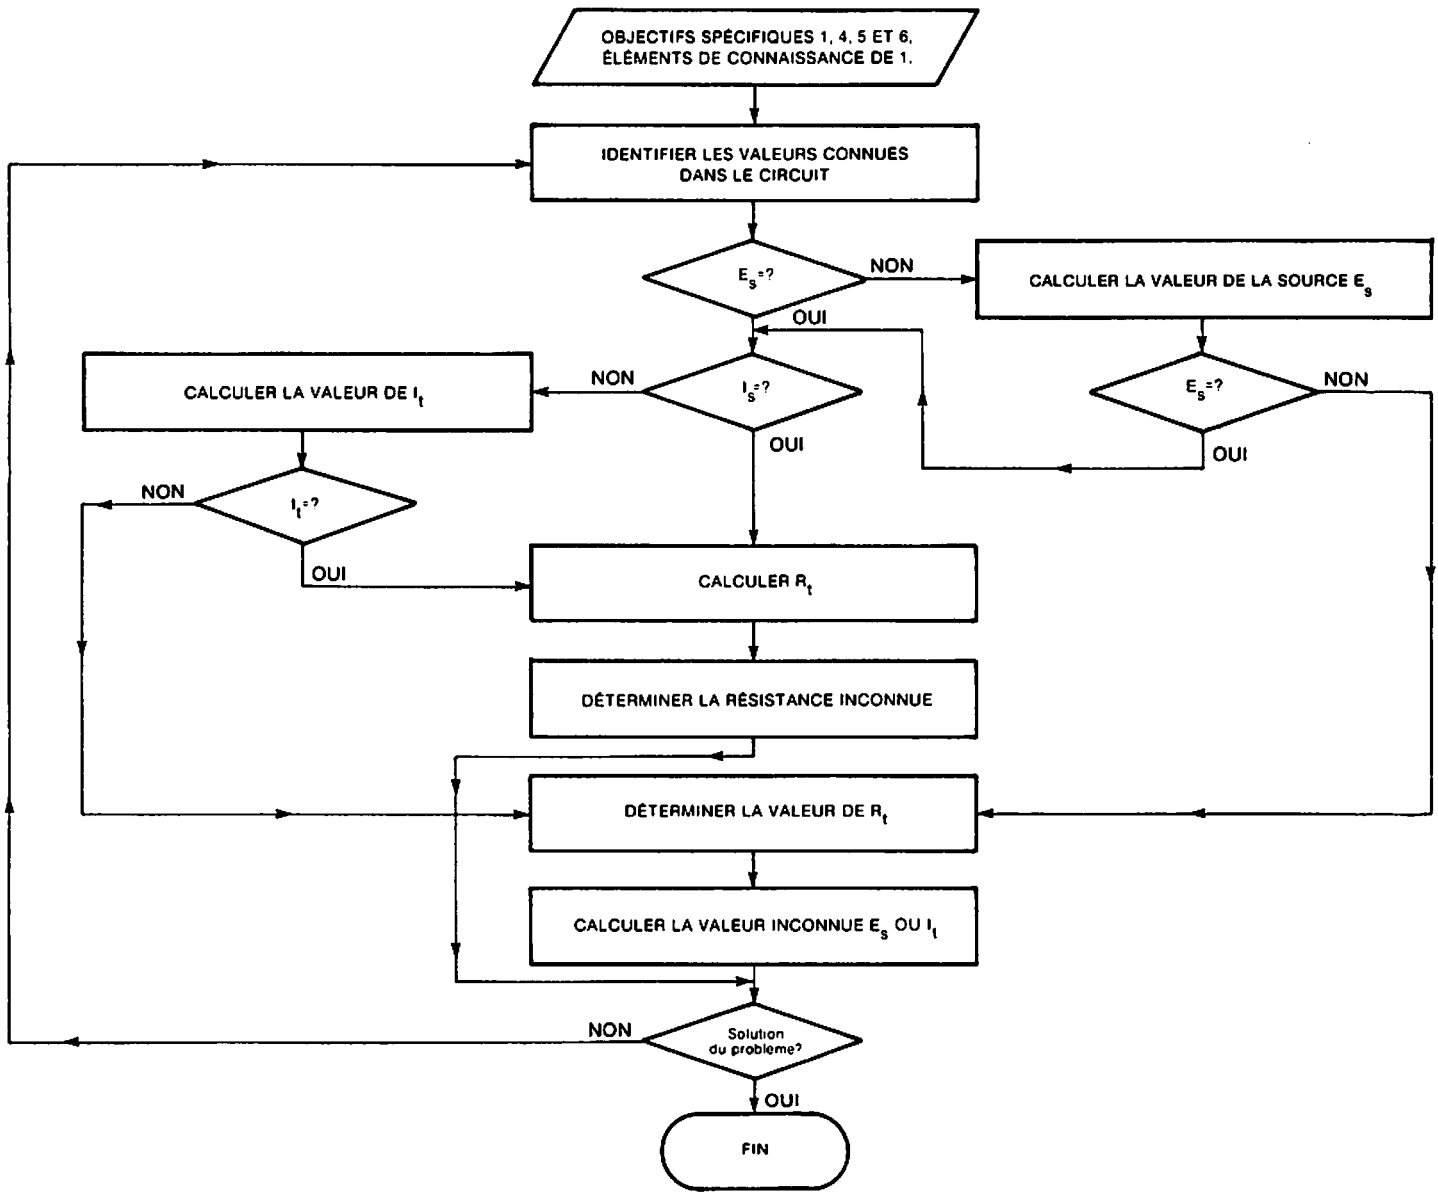 OBJECTIFS SPÉCIFIQUES 1, 4, 5 ET 6,
ÉLÉMENTS DE CONNAISSANCE DE 1.
IDENTIFIER LES VALEURS CONNUES
DANS LE CIRCUIT
Es=?
NON
CALCULER LA VALEUR DE LA SOURCE Es
OUI
CALCULER LA VALEUR DE It
NON
Is=?
Es=?
NON
OUI
OUI
NON
It=?
OUI
CALCULER Rt
DÉTERMINER LA RÉSISTANCE INCONNUE
DÉTERMINER LA VALEUR DE Rt
CALCULER LA VALEUR INCONNUE Es OU It
NON
Solution
du problème?
OUI
FIN